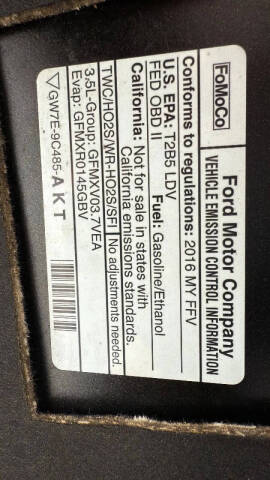 FoMoCo
Ford Motor Company
VEHICLE EMISSION CONTROL INFORMATION
Conforms to regulations: 2016 MY FFV
U.S. EPA: T2B5 LDV
FED OBD II Fuel: Gasoline/Ethanol
California: Not for sale in states with
California emissions standards.
TWC/HO2S/WR-HO2S/SFI No adjustments needed.
3.5L-Group: GFMXV03.7VEA
Evap: GFMXR0145GBV
GW7E-9C485-AKT